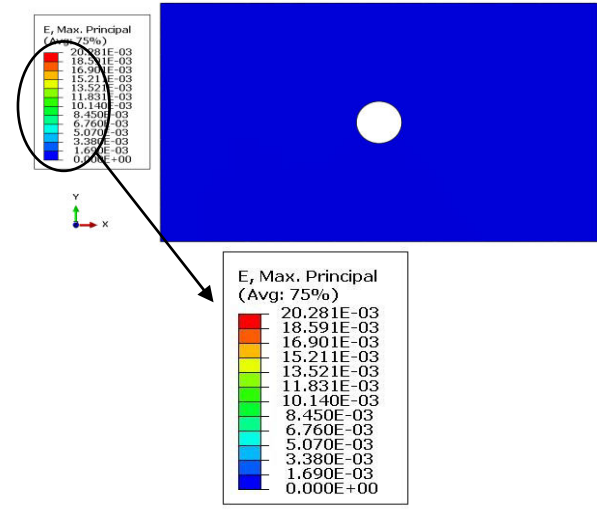 E, Max. Principal
(Avg: 75%)
20.281E-03
18.591E-03
16.901E-03
15.211E-03
13.521E-03
11.831E-03
10.140E-03
8.450E-03
6.760E-03
5.070E-03
3.380E-03
1.690E-03
0.000E+00
Y
X
E, Max. Principal
(Avg: 75%)
20.281E-03
18.591E-03
16.901E-03
15.211E-03
13.521E-03
11.831E-03
10.140E-03
8.450E-03
6.760E-03
5.070E-03
3.380E-03
1.690E-03
0.000E+00